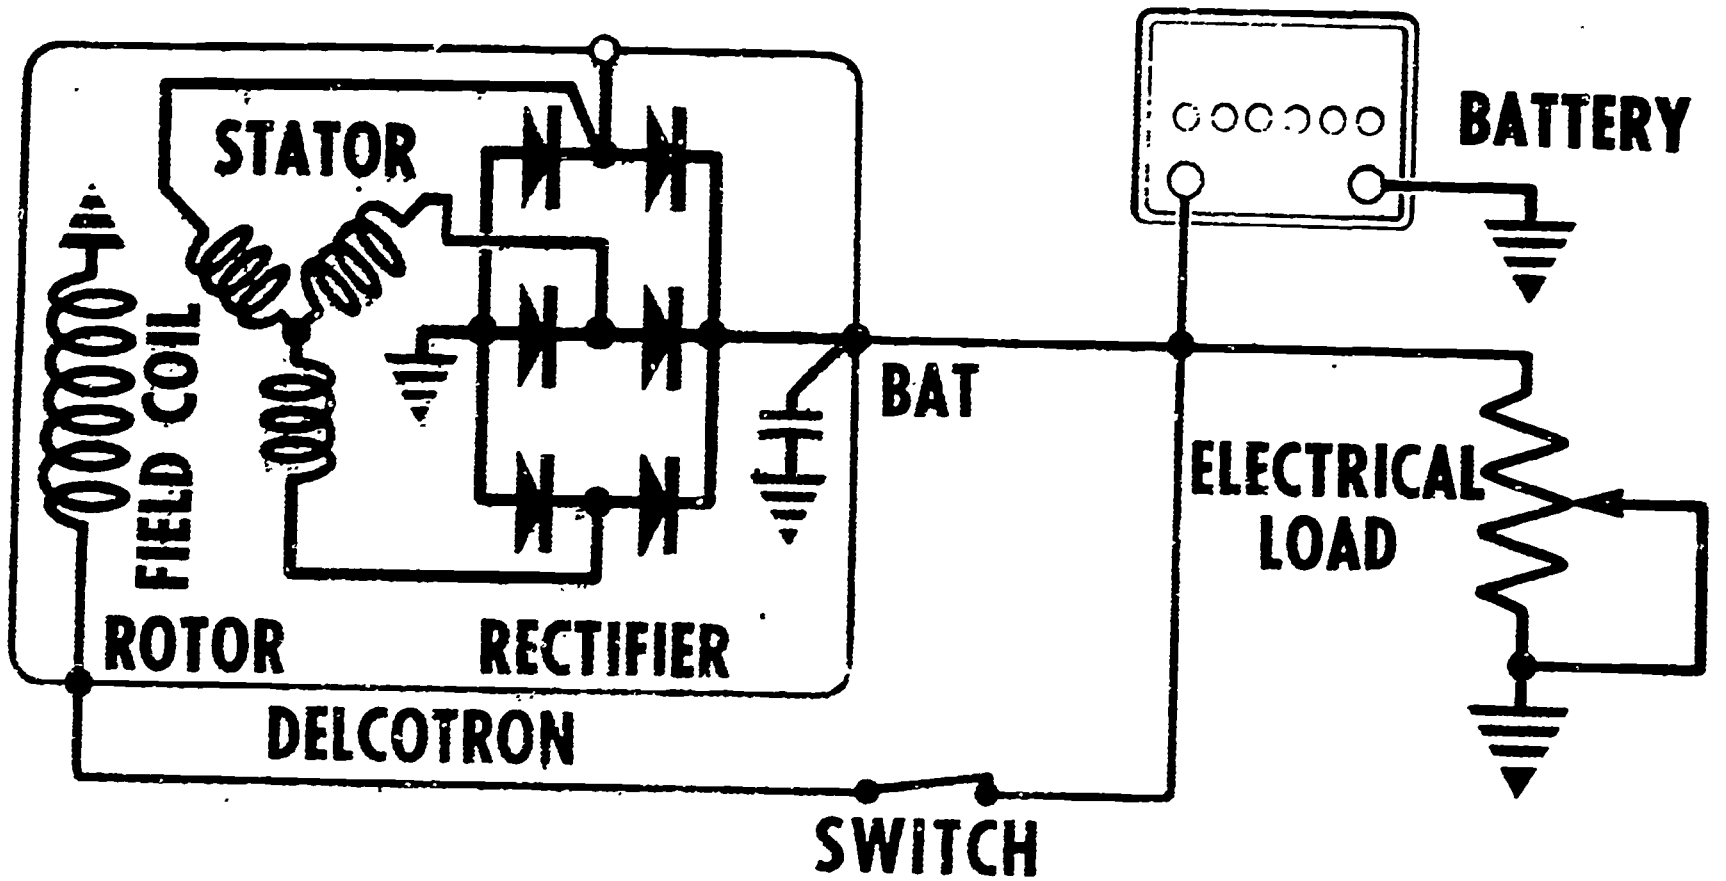 STATOR
BATTERY
FIELD COIL
BAT
ELECTRICAL
LOAD
ROTOR
RECTIFIER
DELCOTRON
SWITCH